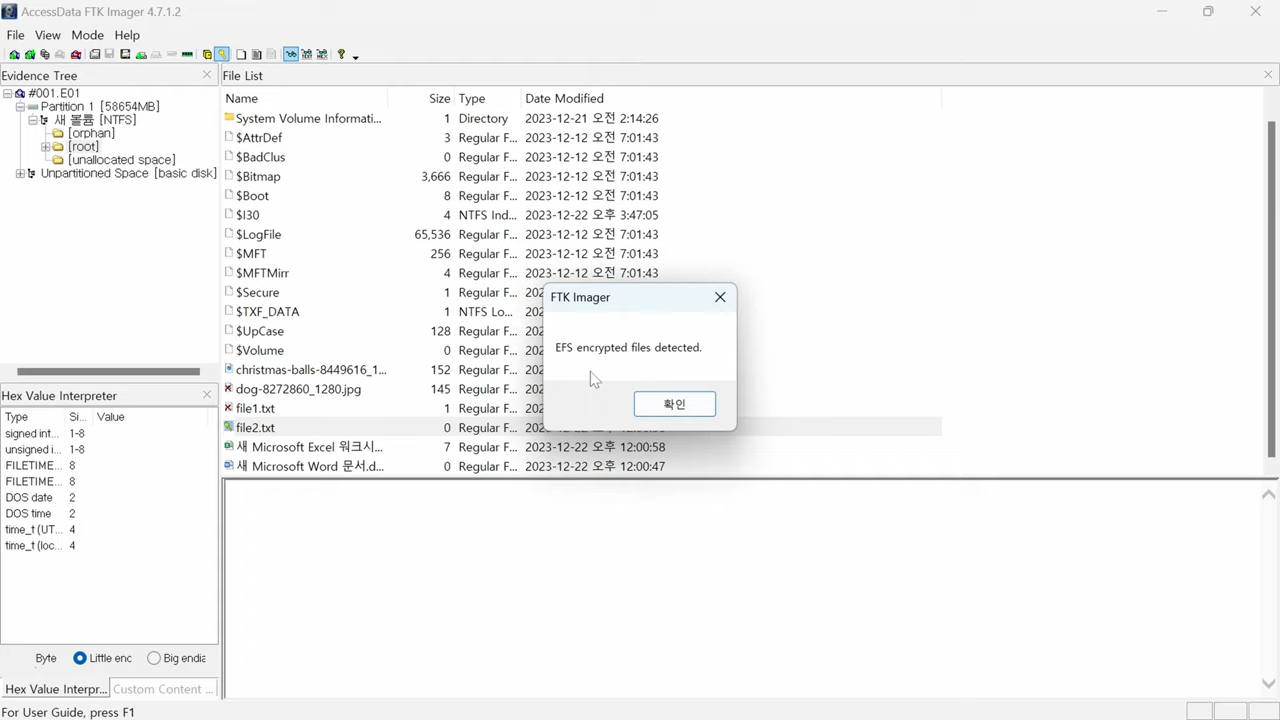 AccessData FTK Imager 4.7.1.2
File View Mode Help
Evidence Tree
#001.E01
Partition 1 [58654MB]
새 볼륨 [NTFS]
[orphan]
[root]
[unallocated space]
Unpartitioned Space [basic disk]
File List
Name Size Type Date Modified
System Volume Informati... 1 Directory 2023-12-21 오전 2:14:26
$AttrDef 3 Regular F... 2023-12-12 오전 7:01:43
$BadClus 0 Regular F... 2023-12-12 오전 7:01:43
$Bitmap 3,666 Regular F... 2023-12-12 오전 7:01:43
$Boot 8 Regular F... 2023-12-12 오전 7:01:43
$I30 4 NTFS Ind... 2023-12-22 오후 3:47:05
$LogFile 65,536 Regular F... 2023-12-12 오전 7:01:43
$MFT 256 Regular F... 2023-12-12 오전 7:01:43
$MFTMirr 4 Regular F... 2023-12-12 오전 7:01:43
$Secure 1 Regular F...
$TXF_DATA 1 NTFS Lo...
$UpCase 128 Regular F...
$Volume 0 Regular F...
christmas-balls-8449616_1... 152 Regular F...
dog-8272860_1280.jpg 145 Regular F...
file1.txt 1 Regular F...
file2.txt 0 Regular F...
새 Microsoft Excel 워크시... 7 Regular F... 2023-12-22 오후 12:00:58
새 Microsoft Word 문서.d... 0 Regular F... 2023-12-22 오후 12:00:47
FTK Imager
EFS encrypted files detected.
확인
Hex Value Interpreter
Type Si... Value
signed int... 1-8
unsigned i... 1-8
FILETIME... 8
FILETIME... 8
DOS date 2
DOS time 2
time_t (UT... 4
time_t (loc... 4
Byte Little enc Big endia
Hex Value Interpr... Custom Content ...
For User Guide, press F1